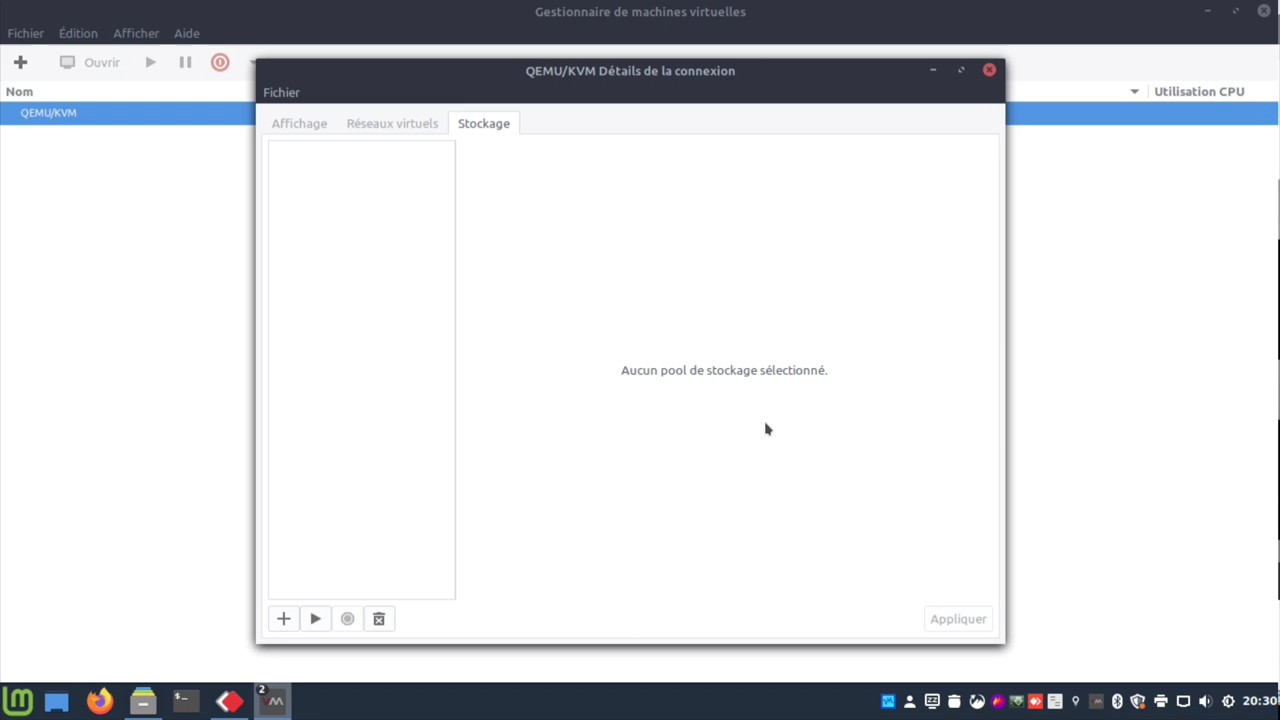 Gestionnaire de machines virtuelles
Fichier Édition Afficher Aide
Ouvrir
Nom
Utilisation CPU
QEMU/KVM
QEMU/KVM Détails de la connexion
Fichier
Affichage Réseaux virtuels Stockage
Aucun pool de stockage sélectionné.
Appliquer
2
20:30